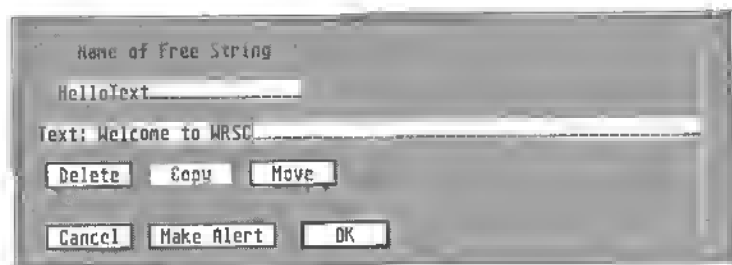 Name of Free String
HelloText
Text: Welcome to WRSC
Delete Copy Move
Cancel Make Alert OK